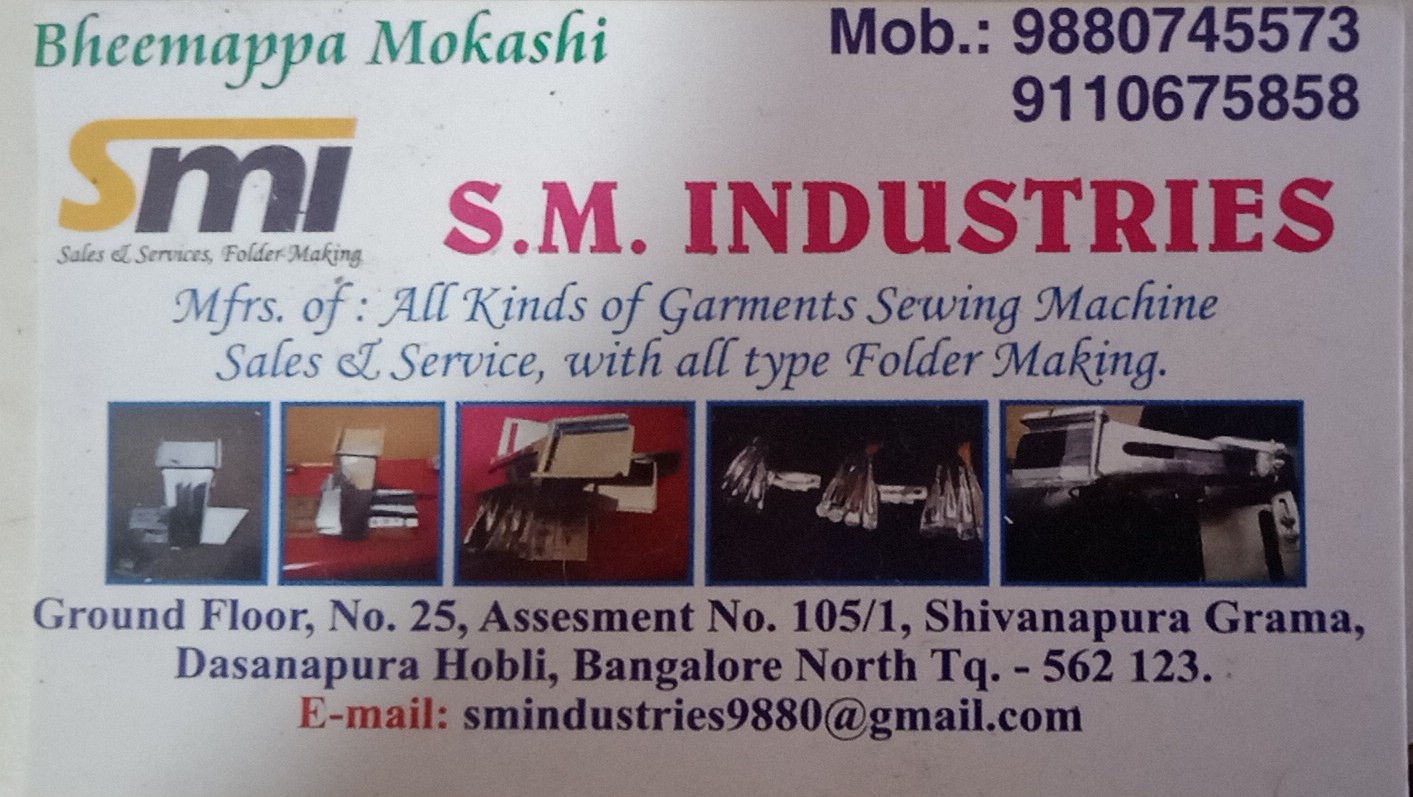 Bheemappa Mokashi
Mob.: 9880745573
9110675858
smi
Sales & Services, Folder Making
S.M. INDUSTRIES
Mfrs. of : All Kinds of Garments Sewing Machine
Sales & Service, with all type Folder Making.
Ground Floor, No. 25, Assesment No. 105/1, Shivanapura Grama,
Dasanapura Hobli, Bangalore North Tq. - 562 123.
E-mail: smindustries9880@gmail.com